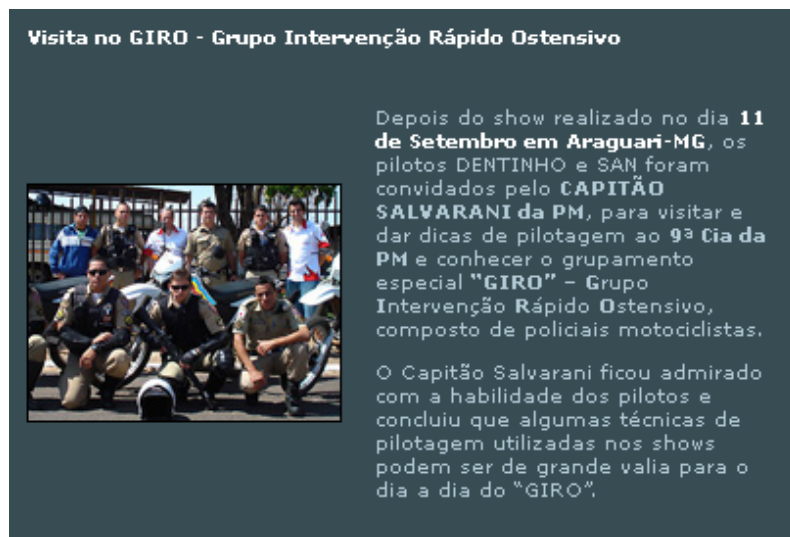 Visita no GIRO - Grupo Intervenção Rápido Ostensivo
Depois do show realizado no dia 11
de Setembro em Araguari-MG, os
pilotos DENTINHO e SAN foram
convidados pelo CAPITÃO
SALVARANI da PM, para visitar e
dar dicas de pilotagem ao 9ª Cia da
PM e conhecer o grupamento
especial "GIRO" – Grupo
Intervenção Rápido Ostensivo,
composto de policiais motociclistas.
O Capitão Salvarani ficou admirado
com a habilidade dos pilotos e
concluiu que algumas técnicas de
pilotagem utilizadas nos shows
podem ser de grande valia para o
dia a dia do "GIRO".